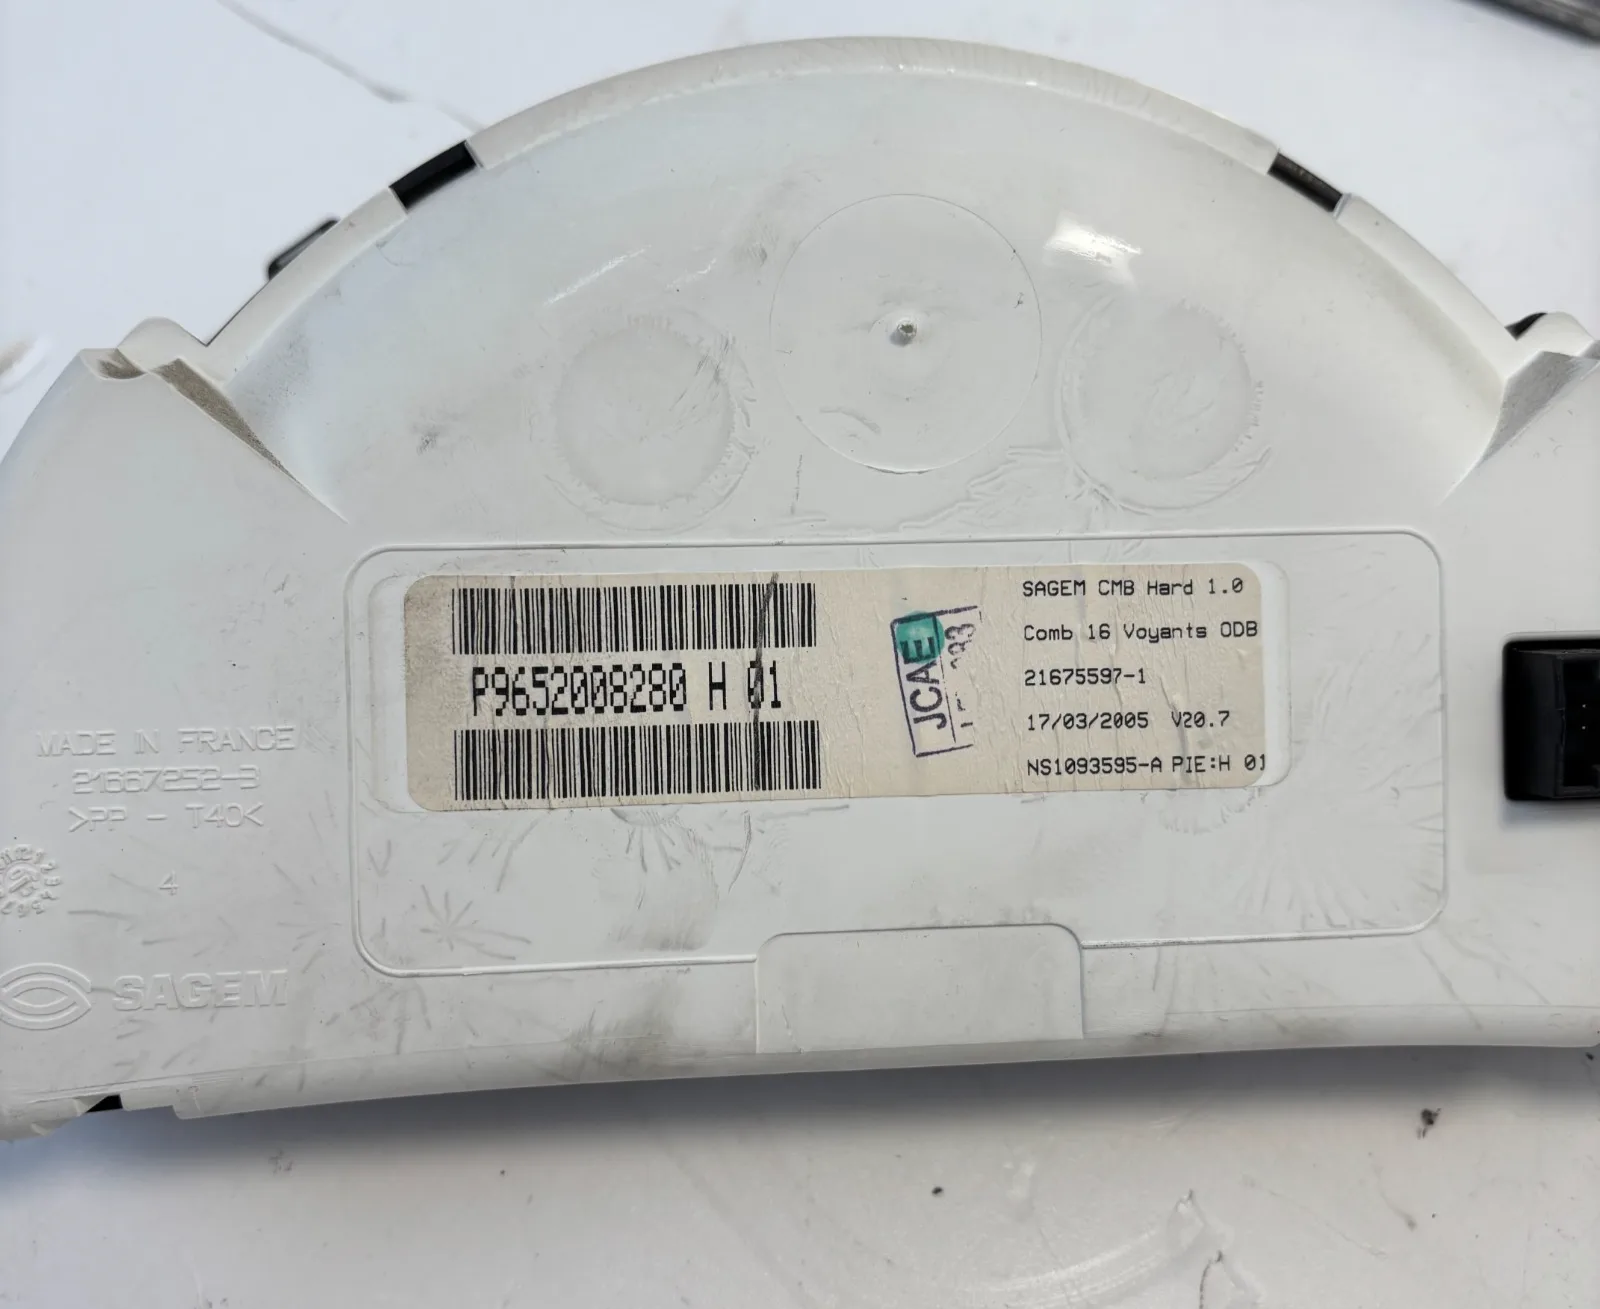 P9652008280 H 01
JCAE
SAGEM CMB Hard 1.0
Comb 16 Voyants ODB
21675597-1
17/03/2005 V20.7
NS1093595-A PIE:H 01
MADE IN FRANCE
21667252-3
>PP - T40<
4
SAGEM